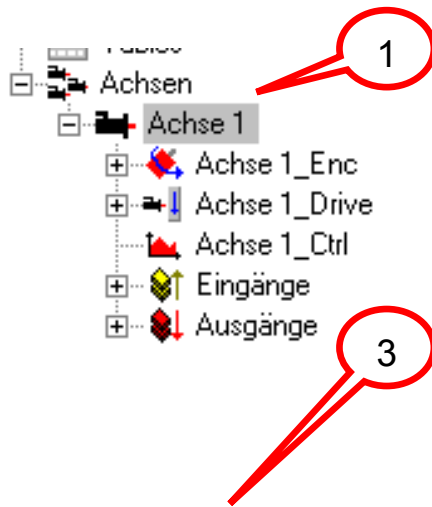 1
Achsen
Achse 1
Achse 1_Enc
Achse 1_Drive
Achse 1_Ctrl
Eingänge
Ausgänge
3